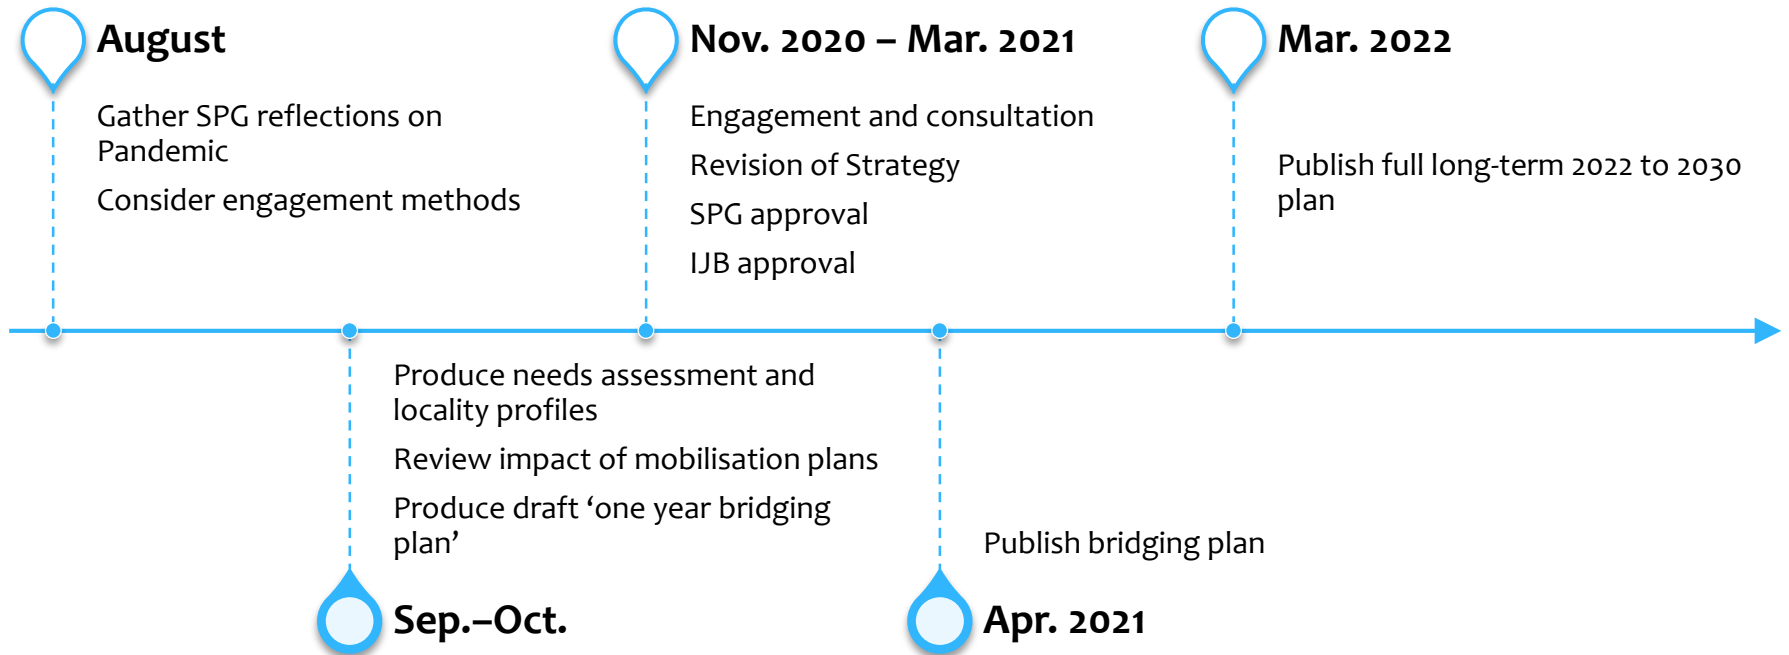 August
Gather SPG reflections on
Pandemic
Consider engagement methods
Sep.–Oct.
Produce needs assessment and
locality profiles
Review impact of mobilisation plans
Produce draft ‘one year bridging
plan’
Nov. 2020 – Mar. 2021
Engagement and consultation
Revision of Strategy
SPG approval
IJB approval
Apr. 2021
Publish bridging plan
Mar. 2022
Publish full long-term 2022 to 2030
plan